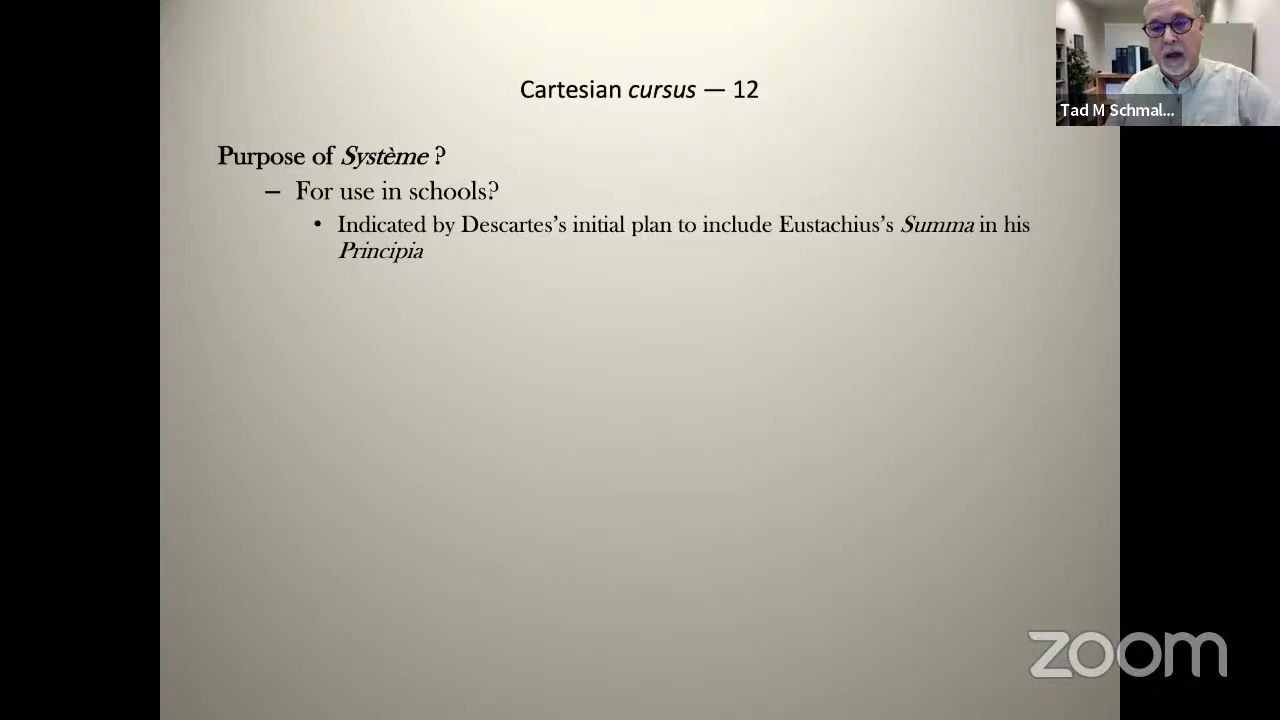 Cartesian cursus — 12
Tad M Schmal...
Purpose of Système ?
– For use in schools?
• Indicated by Descartes’s initial plan to include Eustachius’s Summa in his
Principia
zoom